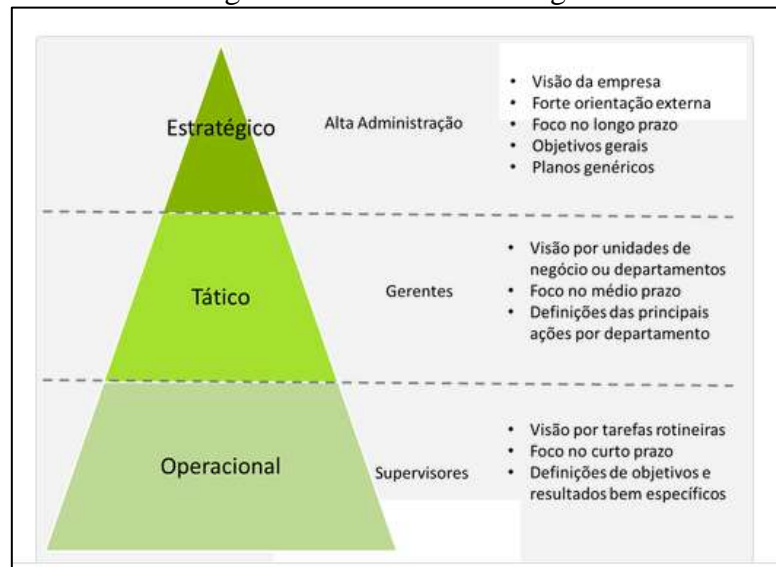 Estratégico
Alta Administração
• Visão da empresa
• Forte orientação externa
• Foco no longo prazo
• Objetivos gerais
• Planos genéricos
Tático
Gerentes
• Visão por unidades de
negócio ou departamentos
• Foco no médio prazo
• Definições das principais
ações por departamento
Operacional
Supervisores
• Visão por tarefas rotineiras
• Foco no curto prazo
• Definições de objetivos e
resultados bem específicos